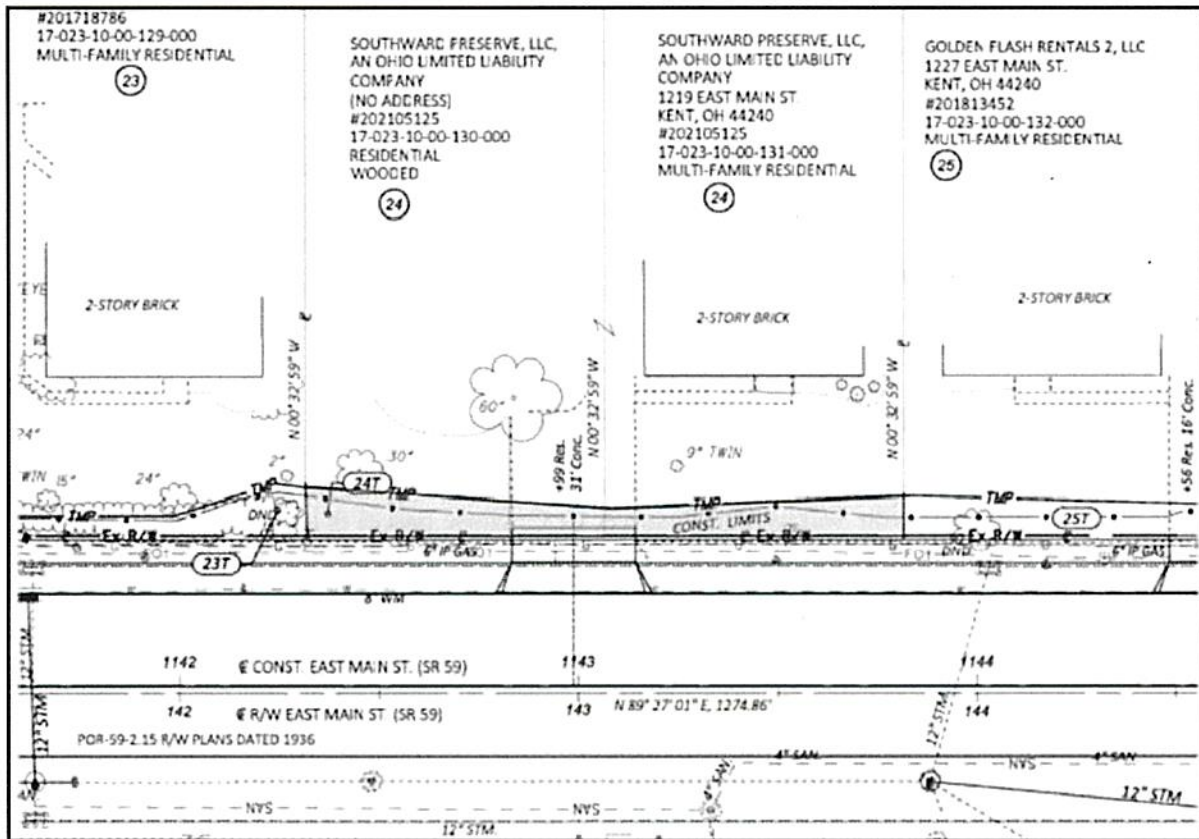 #201718786
17-023-10-00-129-000
MULTI-FAMILY RESIDENTIAL
23
SOUTHWARD PRESERVE, LLC,
AN OHIO LIMITED LIABILITY
COMPANY
(NO ADDRESS)
#202105125
17-023-10-00-130-000
RESIDENTIAL
WOODED
24
SOUTHWARD PRESERVE, LLC,
AN OHIO LIMITED LIABILITY
COMPANY
1219 EAST MAIN ST.
KENT, OH 44240
#202105125
17-023-10-00-131-000
MULTI-FAMILY RESIDENTIAL
24
GOLDEN FLASH RENTALS 2, LLC
1227 EAST MAIN ST.
KENT, OH 44240
#201813452
17-023-10-00-132-000
MULTI-FAMILY RESIDENTIAL
25
2-STORY BRICK
2-STORY BRICK
2-STORY BRICK
N 00° 32' 59" W
N 00° 32' 59" W
N 00° 32' 59" W
+99 Res.
31' Conc.
+56 Res. 16' Conc.
24"
15"
24"
2"
30"
60"
9" TWIN
TMP
TMP
TMP
TMP
TMP
24T
25T
23T
CONST. LIMITS
Ex R/W
Ex R/W
Ex R/W
Ex R/W
DND
DND
6" IP GAS
6" IP GAS
8" WM
12" STM
1142
₠ CONST. EAST MAIN ST. (SR 59)
1143
1144
142
₠ R/W EAST MAIN ST. (SR 59)
143
N 89° 27' 01" E, 1274.86'
144
POR-59-2.15 R/W PLANS DATED 1936
12" STM
12" STM
4" SAN
4" SAN
4" SAN
SAN
SAN
SAN
12" STM
12" STM